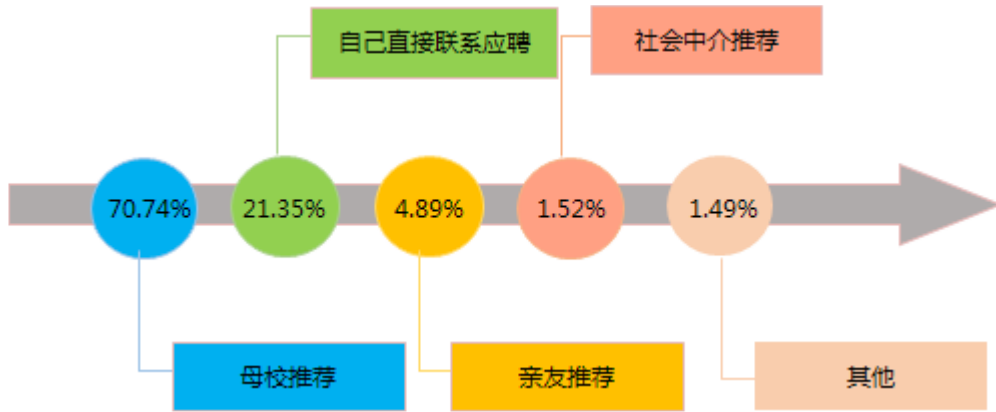 自己直接联系应聘
社会中介推荐
70.74%
21.35%
4.89%
1.52%
1.49%
母校推荐
亲友推荐
其他